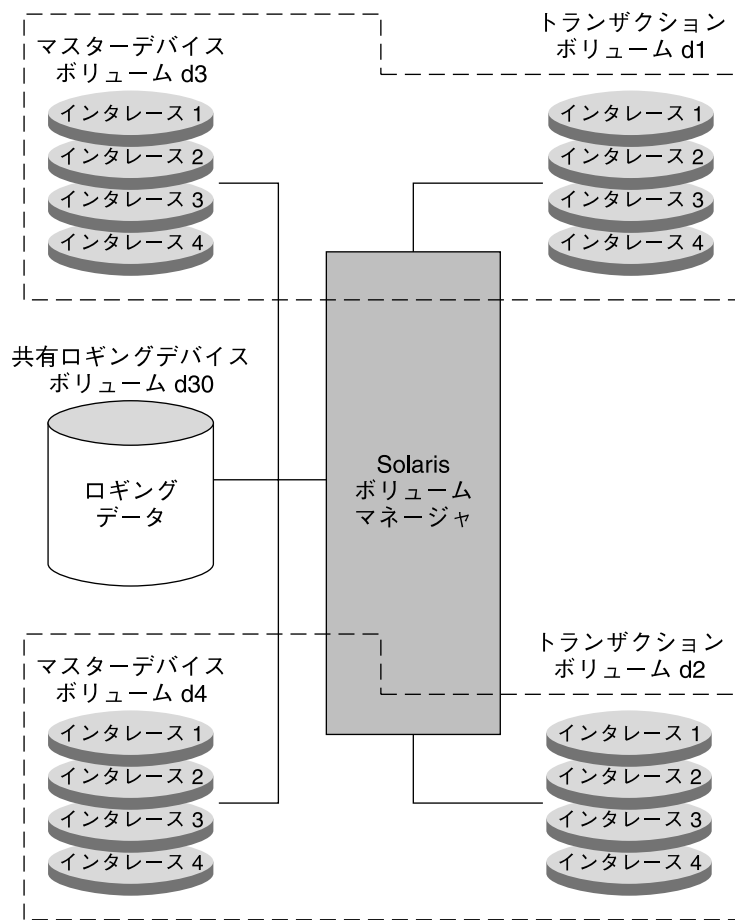 マスターデバイス
ボリューム d3
インタレース 1
インタレース 2
インタレース 3
インタレース 4
トランザクション
ボリューム d1
インタレース 1
インタレース 2
インタレース 3
インタレース 4
共有ロギングデバイス
ボリューム d30
ロギング
データ
Solaris
ボリューム
マネージャ
マスターデバイス
ボリューム d4
インタレース 1
インタレース 2
インタレース 3
インタレース 4
トランザクション
ボリューム d2
インタレース 1
インタレース 2
インタレース 3
インタレース 4